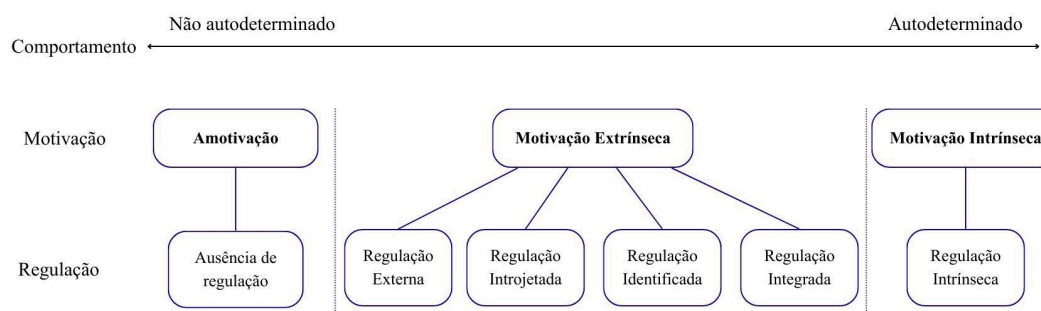 Não autodeterminado
Autodeterminado
Comportamento
Motivação
Amotivação
Motivação Extrínseca
Motivação Intrínseca
Regulação
Ausência de
regulação
Regulação
Externa
Regulação
Introjetada
Regulação
Identificada
Regulação
Integrada
Regulação
Intrínseca